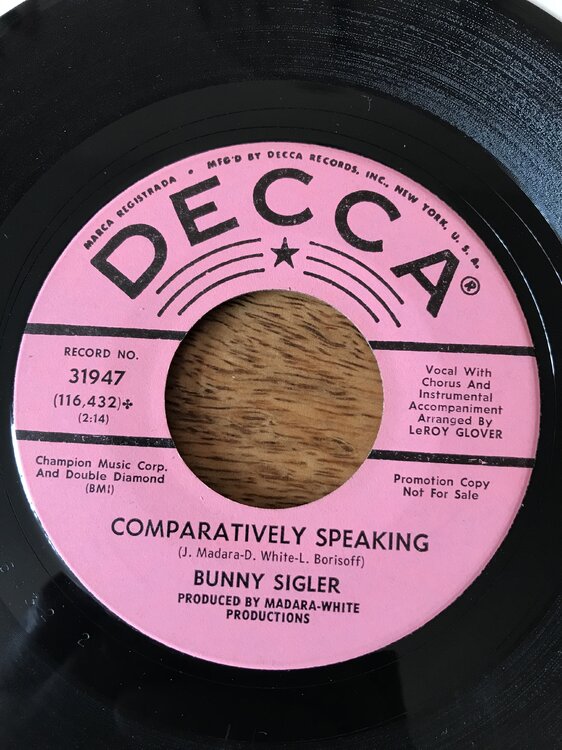 MARCA REGISTRADA • MFG'D BY DECCA RECORDS, INC., NEW YORK, U. S. A.
DECCA®
RECORD NO.
31947
(116,432)✤
(2:14)
Vocal With
Chorus And
Instrumental
Accompaniment
Arranged By
LeROY GLOVER
Champion Music Corp.
And Double Diamond
(BMI)
Promotion Copy
Not For Sale
COMPARATIVELY SPEAKING
(J. Madara-D. White-L. Borisoff)
BUNNY SIGLER
PRODUCED BY MADARA-WHITE
PRODUCTIONS